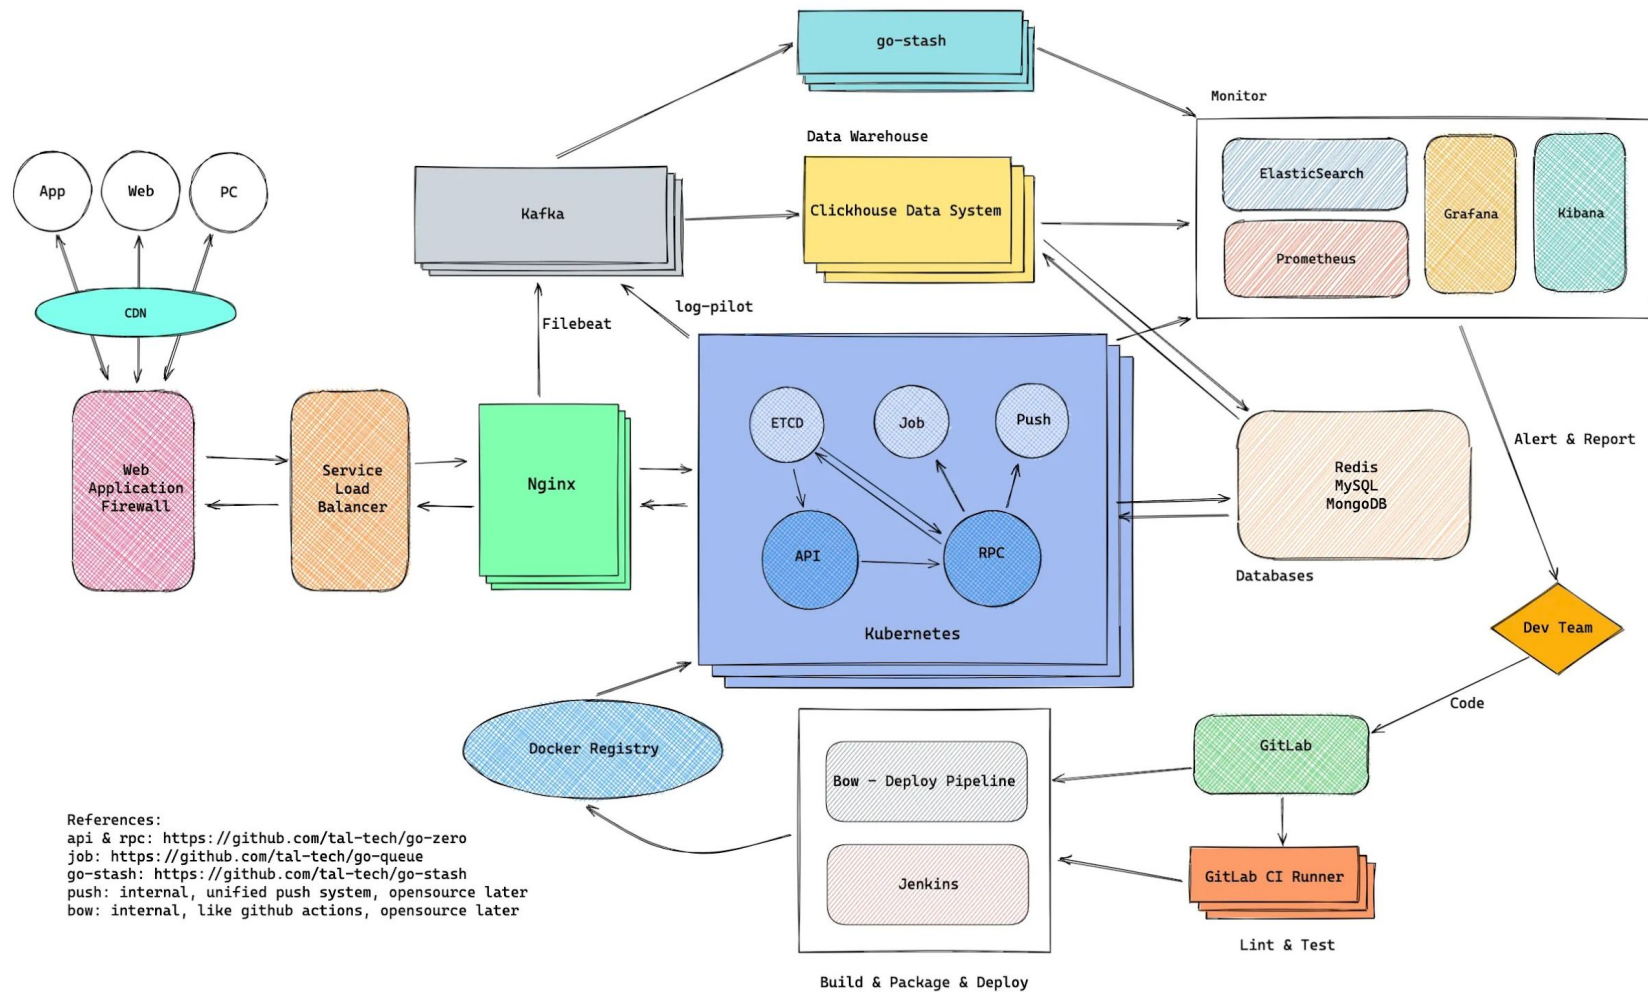 go-stash
Monitor
Data Warehouse
App
Web
PC
Kafka
Clickhouse Data System
ElasticSearch
Prometheus
Grafana
Kibana
CDN
Filebeat
log-pilot
Web
Application
Firewall
Service
Load
Balancer
Nginx
ETCD
Job
Push
API
RPC
Kubernetes
Redis
MySQL
MongoDB
Databases
Alert & Report
Dev Team
Code
Docker Registry
Bow - Deploy Pipeline
Jenkins
Build & Package & Deploy
GitLab
GitLab CI Runner
Lint & Test
References:
api & rpc: https://github.com/tal-tech/go-zero
job: https://github.com/tal-tech/go-queue
go-stash: https://github.com/tal-tech/go-stash
push: internal, unified push system, opensource later
bow: internal, like github actions, opensource later